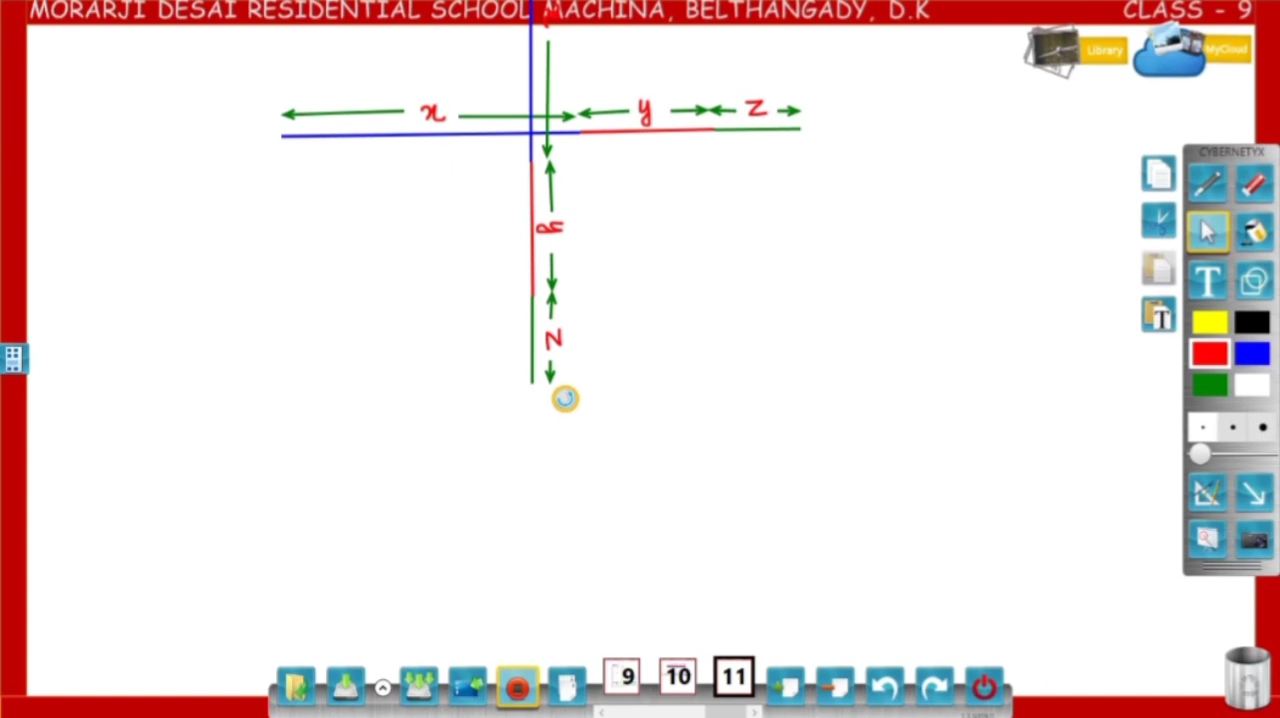 MORARJI DESAI RESIDENTIAL SCHOOL MACHINA, BELTHANGADY, D.K
CLASS - 9
Library
MyCloud
x y z
CYBERNETYX
y
z
T
T
9 10 11